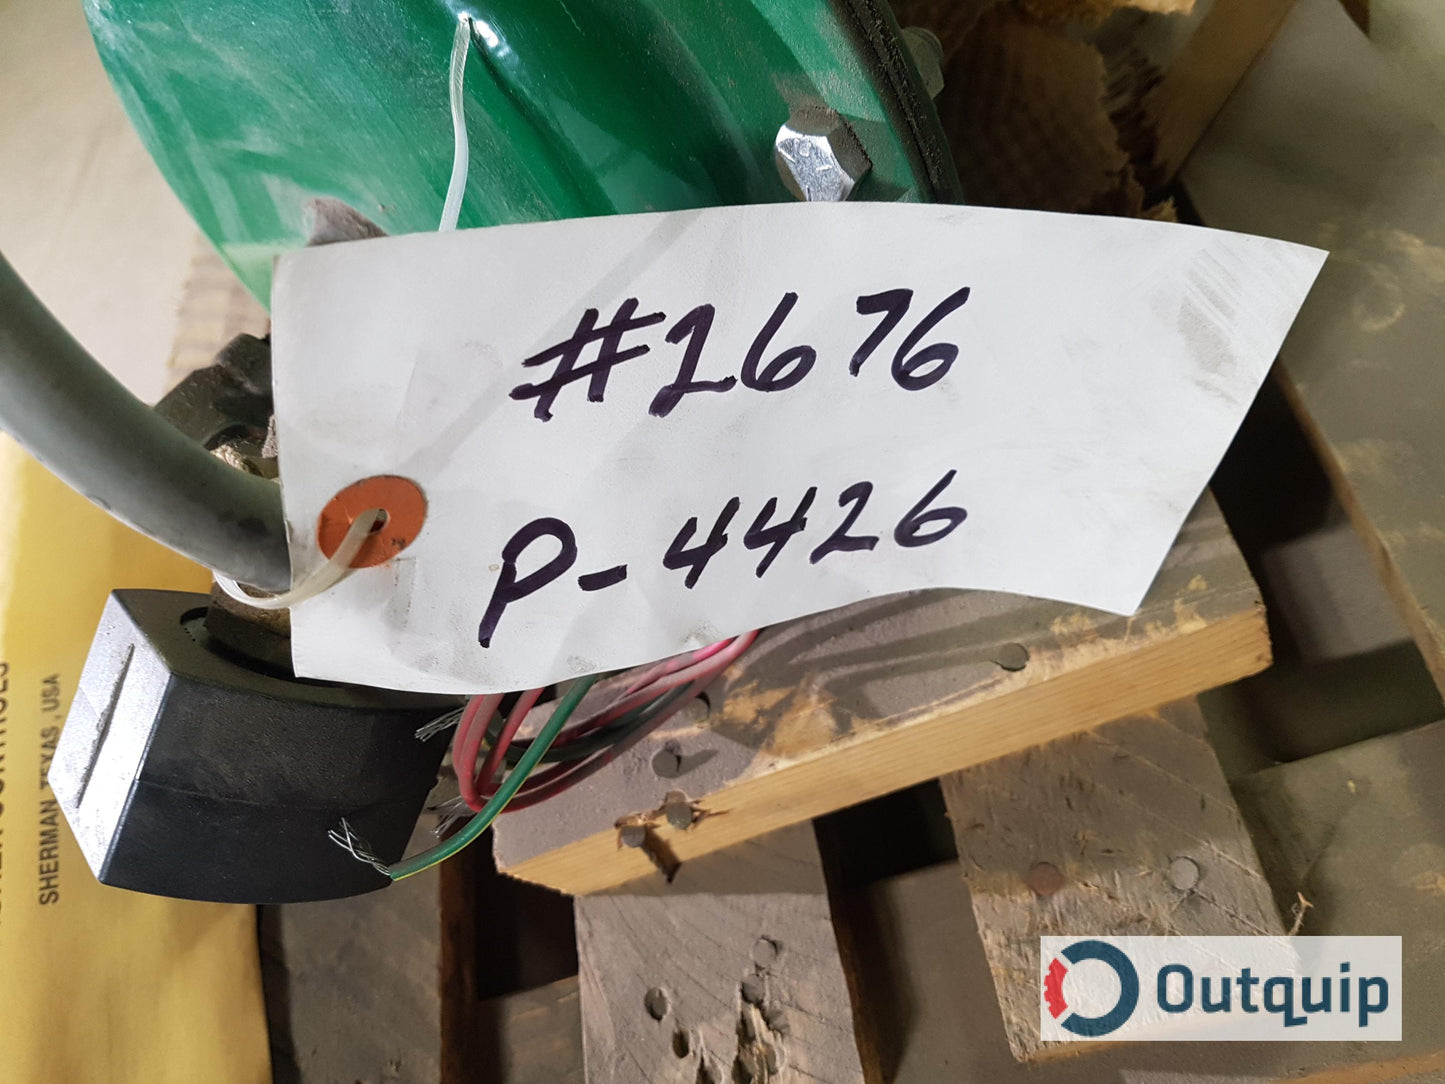 #2676
P-4426
SHERMAN, TEXAS, USA
Outquip